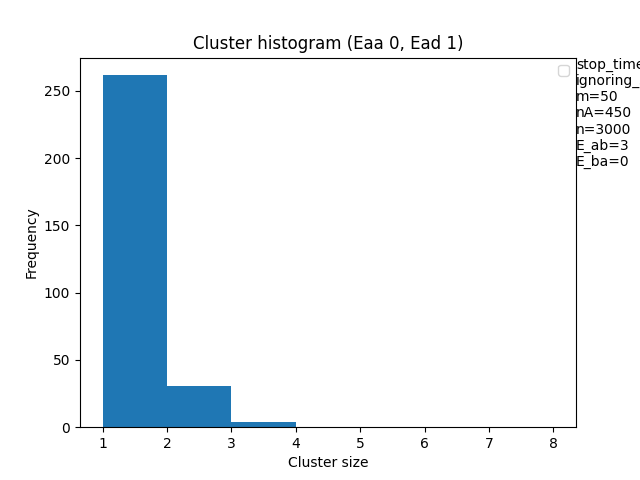 Cluster histogram (Eaa 0, Ead 1)
stop_time
ignoring_
m=50
nA=450
n=3000
E_ab=3
E_ba=0
250
200
150
100
50
0
Frequency
1 2 3 4 5 6 7 8
Cluster size